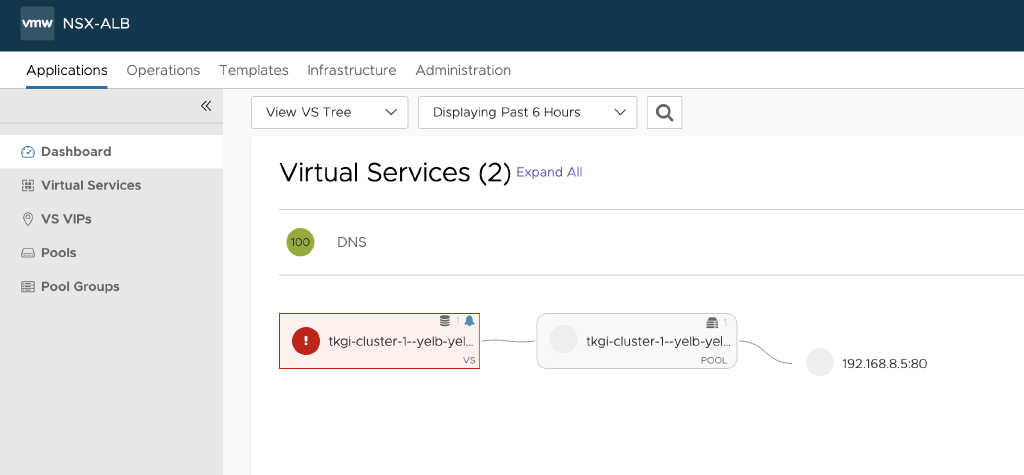 vmw NSX-ALB
Applications Operations Templates Infrastructure Administration
View VS Tree Displaying Past 6 Hours
Dashboard
Virtual Services
VS VIPs
Pools
Pool Groups
Virtual Services (2) Expand All
100 DNS
1
! tkgi-cluster-1--yelb-yel...
VS
1
tkgi-cluster-1--yelb-yel...
POOL
192.168.8.5:80